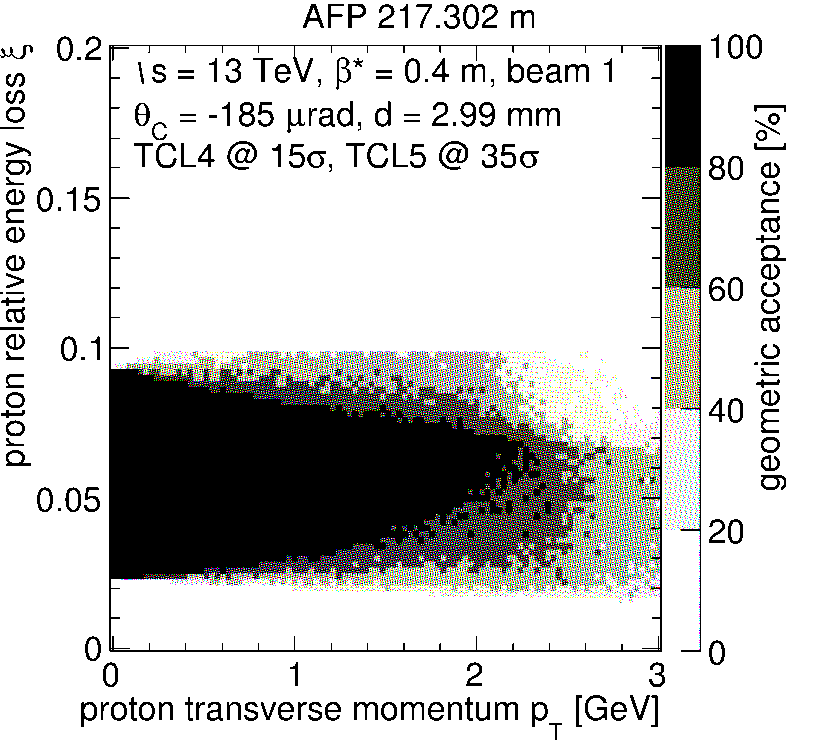 AFP 217.302 m
\s = 13 TeV, β* = 0.4 m, beam 1
θC = -185 μrad, d = 2.99 mm
TCL4 @ 15σ, TCL5 @ 35σ
proton relative energy loss ξ
0.2
0.15
0.1
0.05
0
0 1 2 3
proton transverse momentum pT [GeV]
100
80
60
40
20
0
geometric acceptance [%]